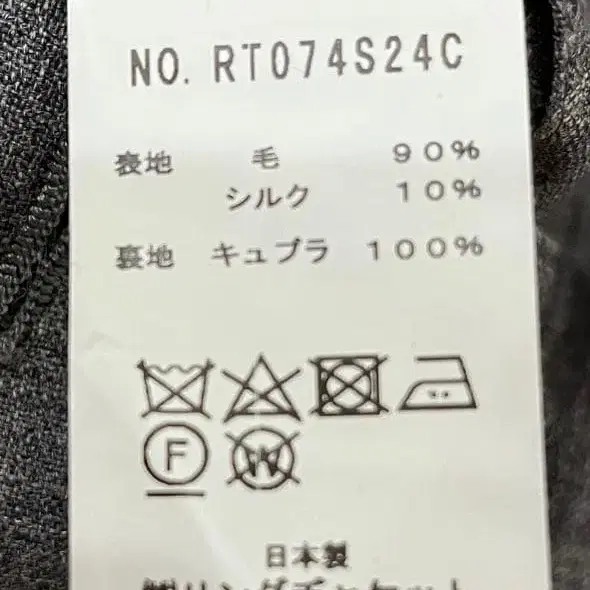 NO. RT074S24C
表地 毛 90%
シルク 10%
裏地 キュプラ 100%
F W
日本製